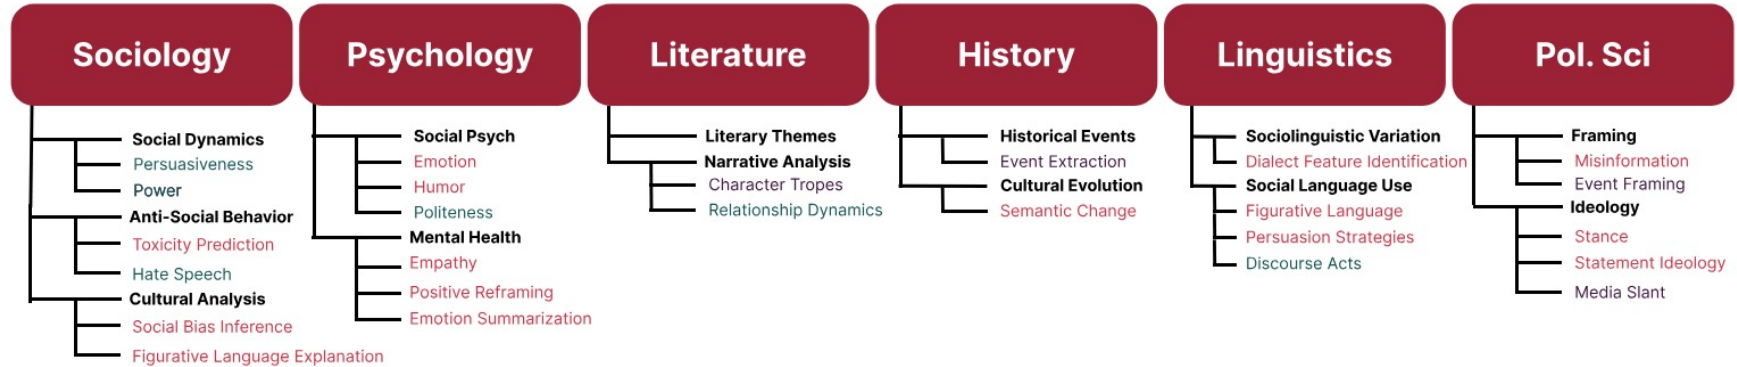 Sociology
Social Dynamics
Persuasiveness
Power
Anti-Social Behavior
Toxicity Prediction
Hate Speech
Cultural Analysis
Social Bias Inference
Figurative Language Explanation
Psychology
Social Psych
Emotion
Humor
Politeness
Mental Health
Empathy
Positive Reframing
Emotion Summarization
Literature
Literary Themes
Narrative Analysis
Character Tropes
Relationship Dynamics
History
Historical Events
Event Extraction
Cultural Evolution
Semantic Change
Linguistics
Sociolinguistic Variation
Dialect Feature Identification
Social Language Use
Figurative Language
Persuasion Strategies
Discourse Acts
Pol. Sci
Framing
Misinformation
Event Framing
Ideology
Stance
Statement Ideology
Media Slant